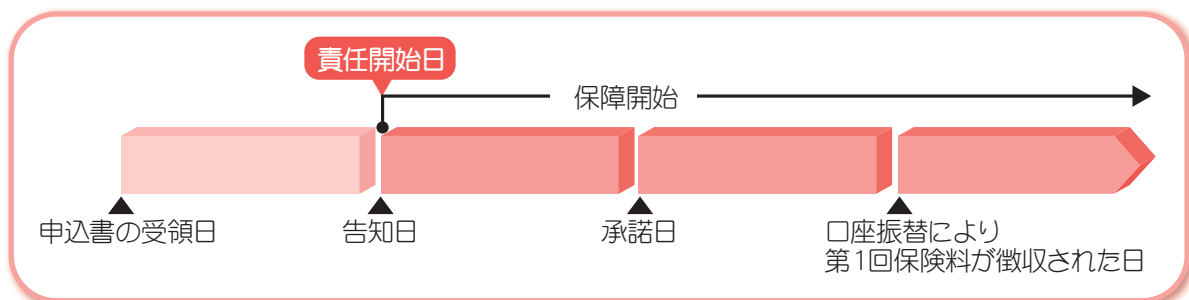 責任開始日
保障開始
申込書の受領日
告知日
承諾日
口座振替により
第1回保険料が徴収された日